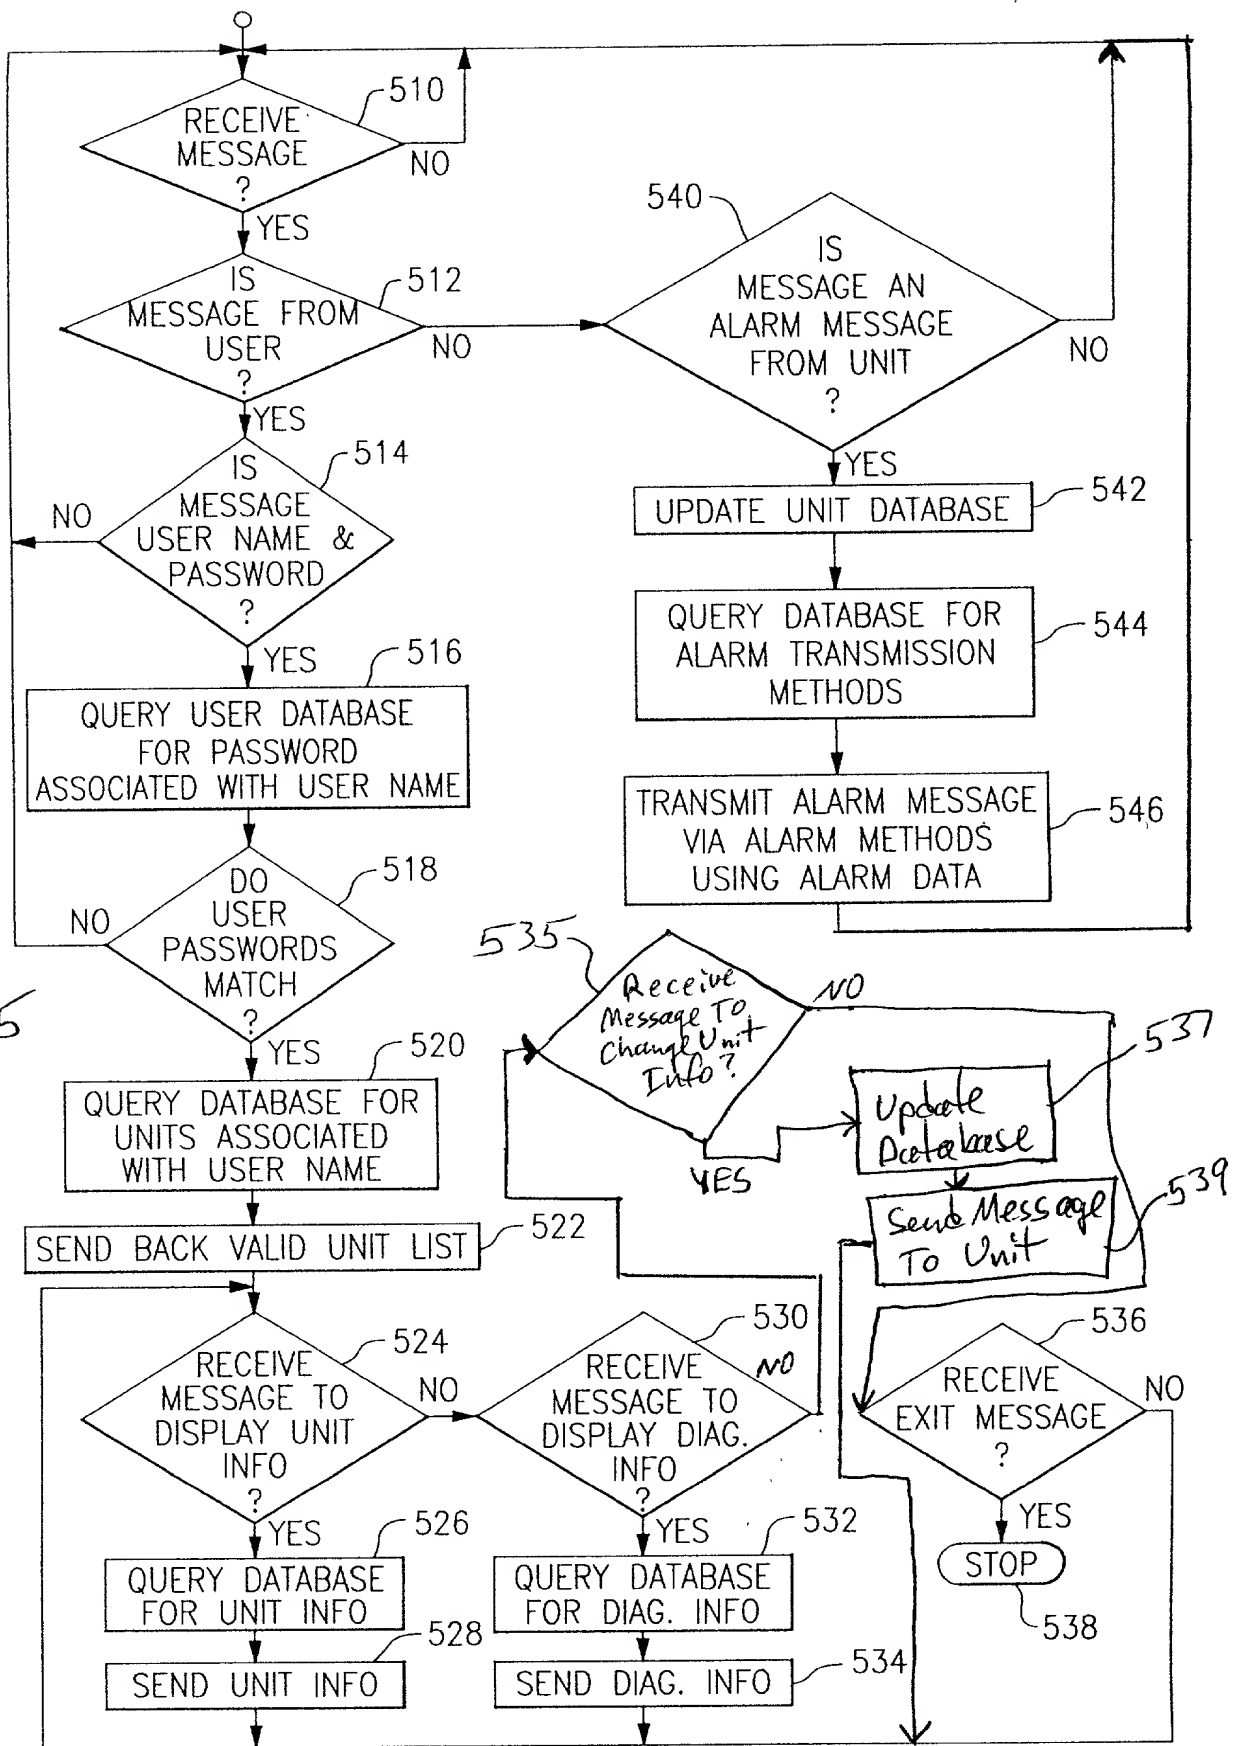 510
RECEIVE
MESSAGE
?
NO
YES
IS
MESSAGE FROM
USER
?
512
NO
YES
IS
MESSAGE
USER NAME &
PASSWORD
?
514
NO
YES
516
QUERY USER DATABASE
FOR PASSWORD
ASSOCIATED WITH USER NAME
DO
USER
PASSWORDS
MATCH
?
518
NO
YES
5
520
QUERY DATABASE FOR
UNITS ASSOCIATED
WITH USER NAME
SEND BACK VALID UNIT LIST
522
RECEIVE
MESSAGE TO
DISPLAY UNIT
INFO
?
524
NO
YES
526
QUERY DATABASE
FOR UNIT INFO
528
SEND UNIT INFO
530
RECEIVE
MESSAGE TO
DISPLAY DIAG.
INFO
?
NO
YES
532
QUERY DATABASE
FOR DIAG. INFO
SEND DIAG. INFO
534
535
Receive
Message To
Change Unit
Info?
NO
YES
537
Update
Database
539
Send Message
To Unit
536
RECEIVE
EXIT MESSAGE
?
NO
YES
STOP
538
540
IS
MESSAGE AN
ALARM MESSAGE
FROM UNIT
?
NO
YES
542
UPDATE UNIT DATABASE
QUERY DATABASE FOR
ALARM TRANSMISSION
METHODS
544
TRANSMIT ALARM MESSAGE
VIA ALARM METHODS
USING ALARM DATA
546